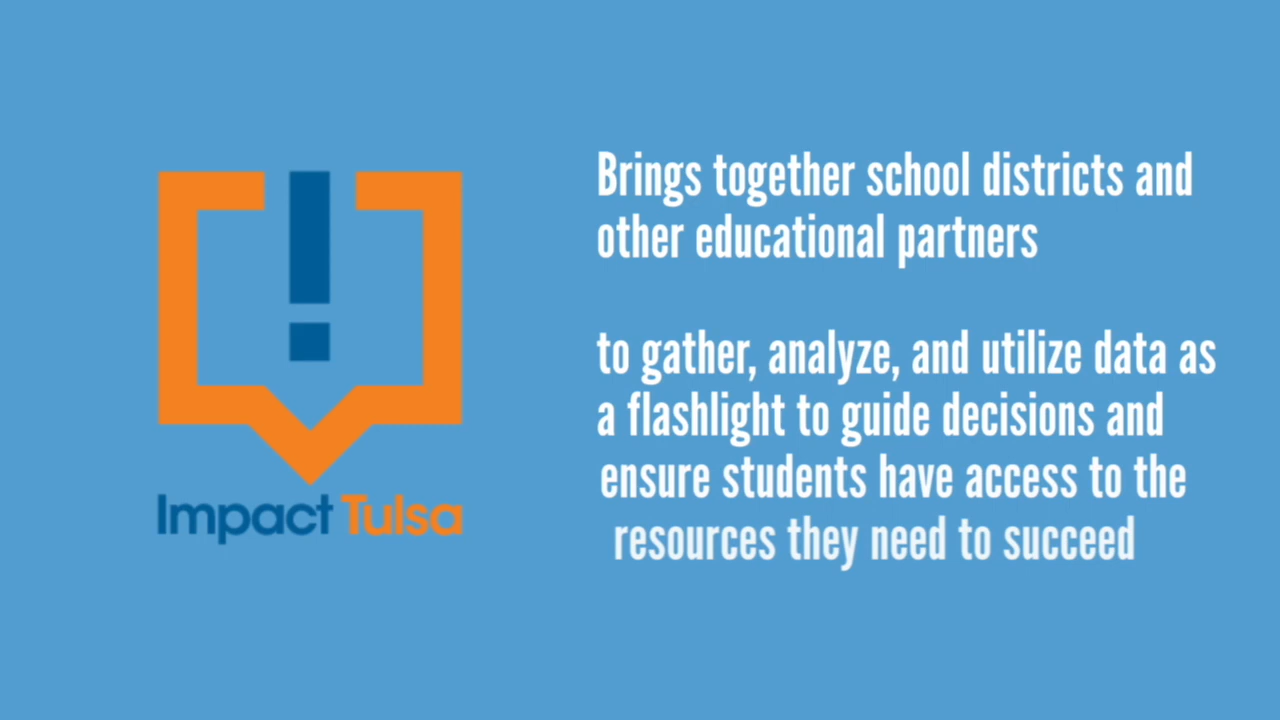 Impact Tulsa
Brings together school districts and
other educational partners
to gather, analyze, and utilize data as
a flashlight to guide decisions and
ensure students have access to the
resources they need to succeed